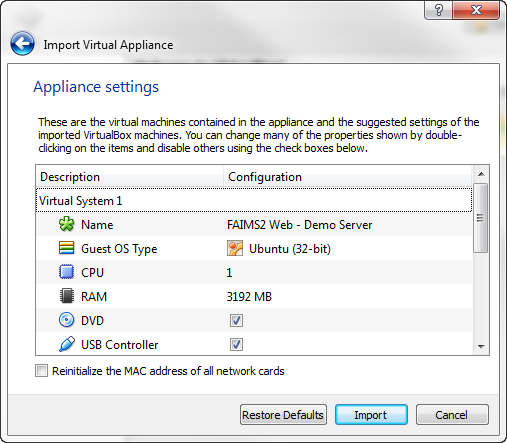 Import Virtual Appliance
Appliance settings
These are the virtual machines contained in the appliance and the suggested settings of the
imported VirtualBox machines. You can change many of the properties shown by double-
clicking on the items and disable others using the check boxes below.
Description Configuration
Virtual System 1
Name FAIMS2 Web - Demo Server
Guest OS Type Ubuntu (32-bit)
CPU 1
RAM 3192 MB
DVD
USB Controller
Reinitialize the MAC address of all network cards
Restore Defaults Import Cancel